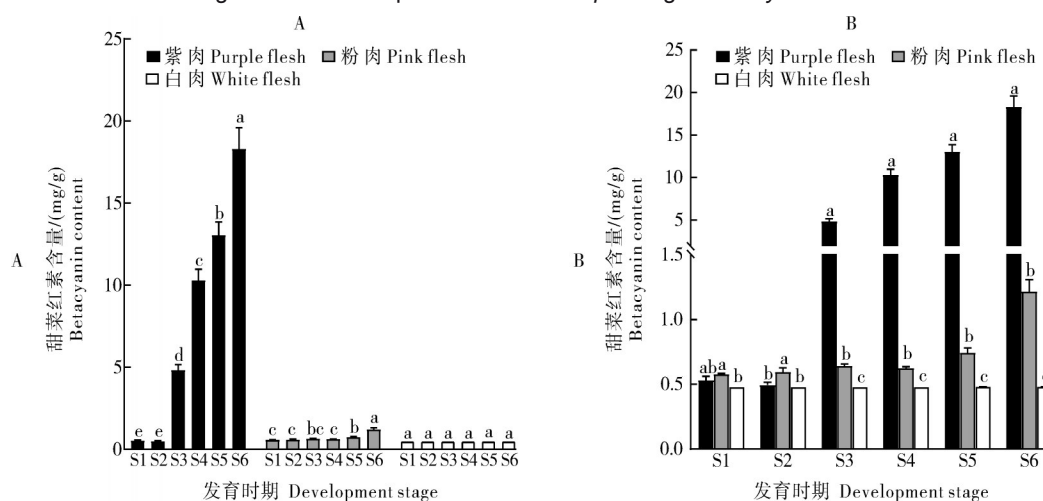 A
25
20
15
10
5
0
紫肉 Purple flesh 粉肉 Pink flesh
白肉 White flesh
e e d c b a
c c bc c b a
a a a a a a
S1 S2 S3 S4 S5 S6 S1 S2 S3 S4 S5 S6 S1 S2 S3 S4 S5 S6
甜菜红素含量/(mg/g)
Betacyanin content
A
发育时期 Development stage
B
25
20
15
10
5
1.5
1.0
0.5
0.0
紫肉 Purple flesh 粉肉 Pink flesh
白肉 White flesh
ab a b
b a b
a b c
a b c
a b c
a b
S1 S2 S3 S4 S5 S6
甜菜红素含量/(mg/g)
Betacyanin content
B
发育时期 Development stage